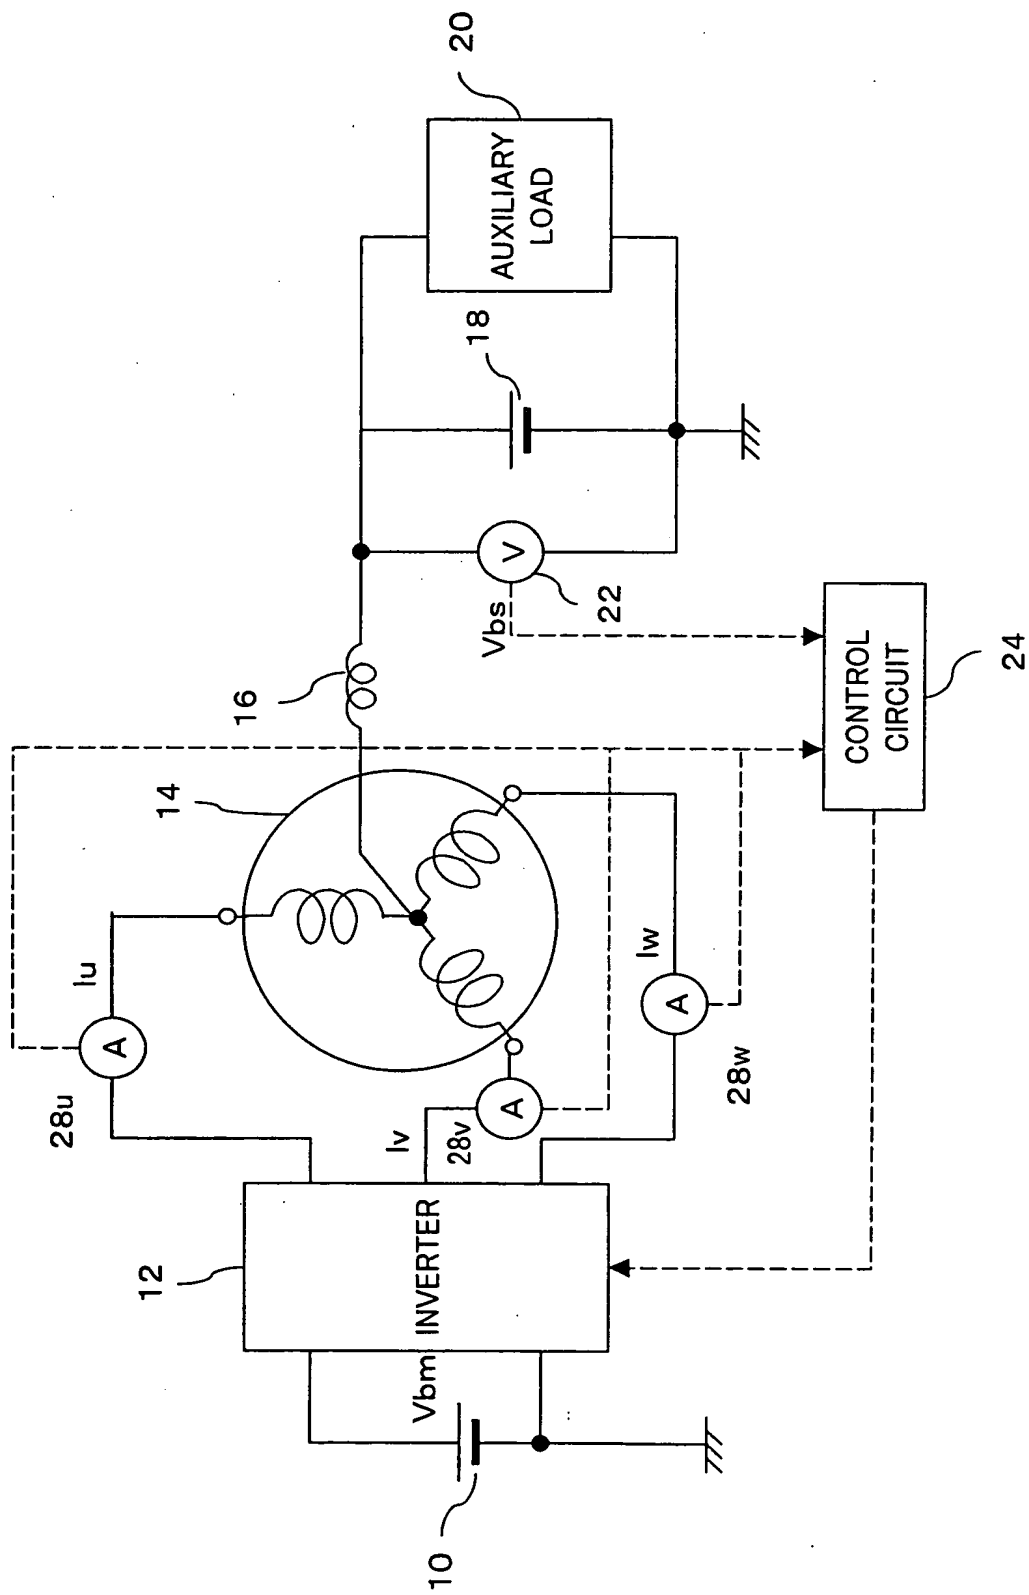 10
Vbm
12
INVERTER
28u
A
Iu
Iv
28v
A
14
Iw
A
28w
16
Vbs
V
22
18
20
AUXILIARY
LOAD
CONTROL
CIRCUIT
24